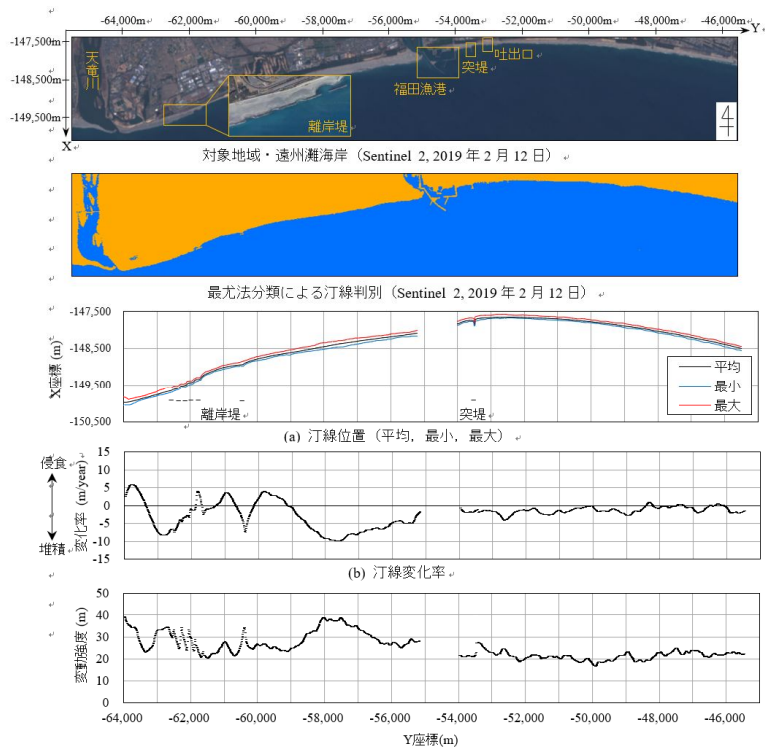 -64,000m -62,000m -60,000m -58,000m -56,000m -54,000m -52,000m -50,000m -48,000m -46,000m
Y
-147,500m
-148,500m
-149,500m
X
天竜川
離岸堤
福田漁港
突堤
吐出口
対象地域・遠州灘海岸（Sentinel 2, 2019 年 2 月 12 日）
最尤法分類による汀線判別（Sentinel 2, 2019 年 2 月 12 日）
X座標 (m)
-147,500
-148,500
-149,500
-150,500
平均
最小
最大
離岸堤
突堤
(a) 汀線位置（平均，最小，最大）
侵食
堆積
変化率 (m/year)
15
10
5
0
-5
-10
-15
(b) 汀線変化率
変動強度 (m)
50
40
30
20
10
0
-64,000 -62,000 -60,000 -58,000 -56,000 -54,000 -52,000 -50,000 -48,000 -46,000
Y座標(m)